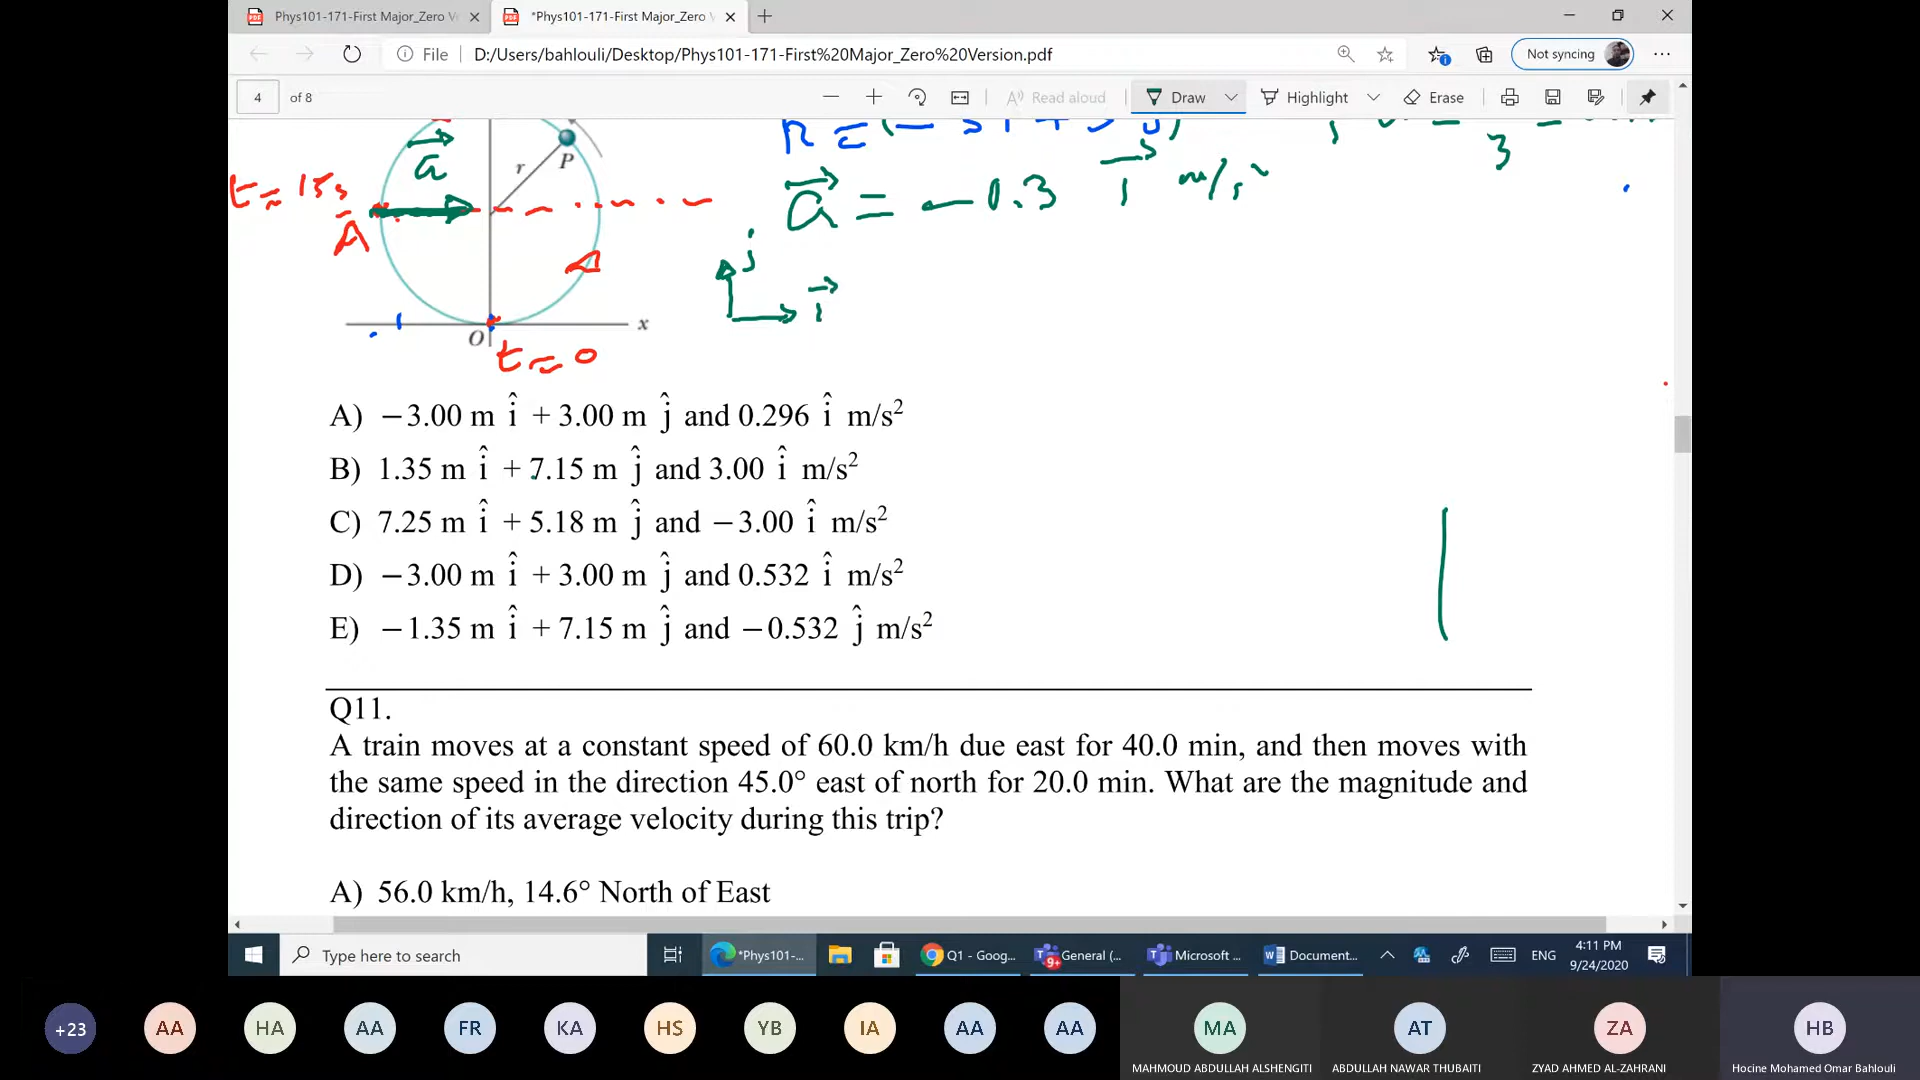 Phys101-171-First Major_Zero V
*Phys101-171-First Major_Zero V
File
D:/Users/bahlouli/Desktop/Phys101-171-First%20Major_Zero%20Version.pdf
Not syncing
4 of 8
Read aloud
Draw
Highlight
Erase
a
r
P
t = 15s
A
a = -0.3 i m/s²
3
j
i
A
O
x
t = 0
A) −3.00 m î + 3.00 m ĵ and 0.296 î m/s²
B) 1.35 m î + 7.15 m ĵ and 3.00 î m/s²
C) 7.25 m î + 5.18 m ĵ and −3.00 î m/s²
D) −3.00 m î + 3.00 m ĵ and 0.532 î m/s²
E) −1.35 m î + 7.15 m ĵ and −0.532 ĵ m/s²
Q11.
A train moves at a constant speed of 60.0 km/h due east for 40.0 min, and then moves with
the same speed in the direction 45.0° east of north for 20.0 min. What are the magnitude and
direction of its average velocity during this trip?
A) 56.0 km/h, 14.6° North of East
Type here to search
*Phys101-...
Q1 - Goog...
9+
General (...
Microsoft ...
Document...
ENG
4:11 PM
9/24/2020
+23
AA
HA
AA
FR
KA
HS
YB
IA
AA
AA
MA
AT
ZA
HB
MAHMOUD ABDULLAH ALSHENGITI
ABDULLAH NAWAR THUBAITI
ZYAD AHMED AL-ZAHRANI
Hocine Mohamed Omar Bahlouli